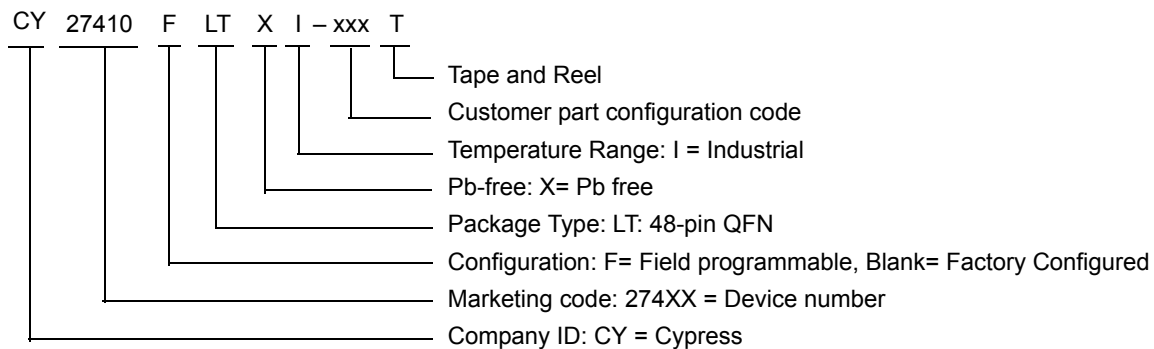 CY 27410 F LT X I – xxx T
Tape and Reel
Customer part configuration code
Temperature Range: I = Industrial
Pb-free: X= Pb free
Package Type: LT: 48-pin QFN
Configuration: F= Field programmable, Blank= Factory Configured
Marketing code: 274XX = Device number
Company ID: CY = Cypress